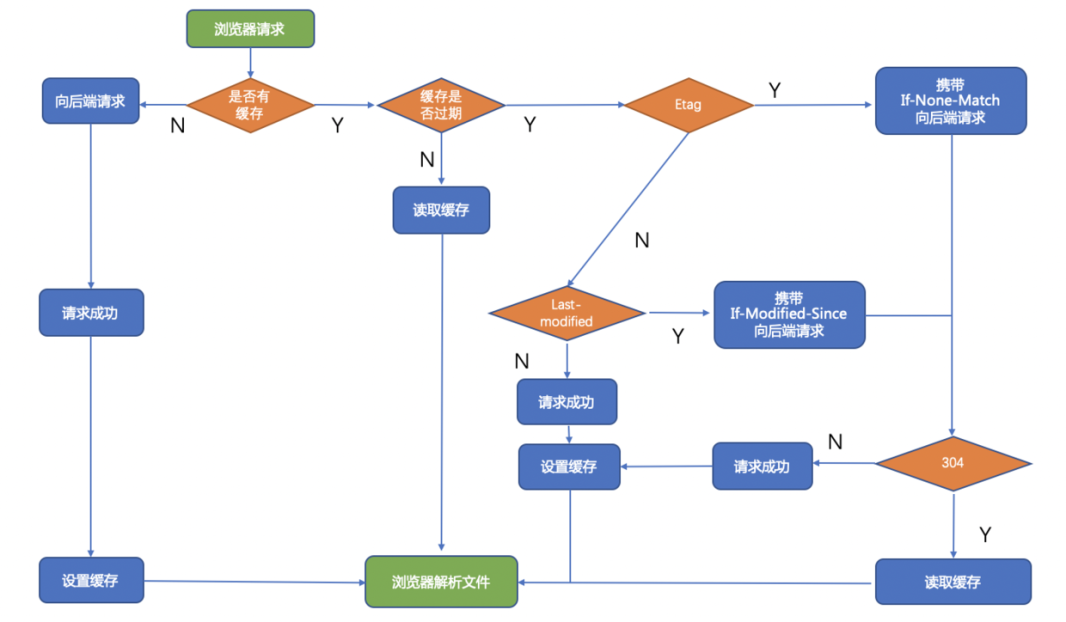 浏览器请求
向后端请求
是否有
缓存
缓存是
否过期
Etag
携带
If-None-Match
向后端请求
N
Y
Y
Y
N
读取缓存
N
请求成功
Last-
modified
携带
If-Modified-Since
向后端请求
Y
N
请求成功
设置缓存
请求成功
N
304
Y
设置缓存
浏览器解析文件
读取缓存